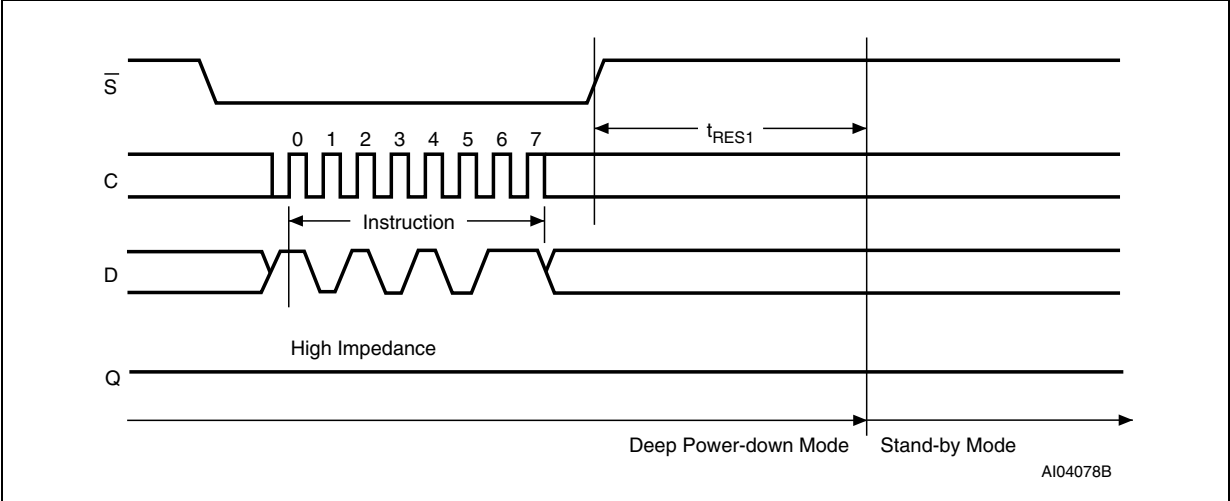 S̅
0 1 2 3 4 5 6 7
tRES1
C
Instruction
D
High Impedance
Q
Deep Power-down Mode Stand-by Mode
AI04078B